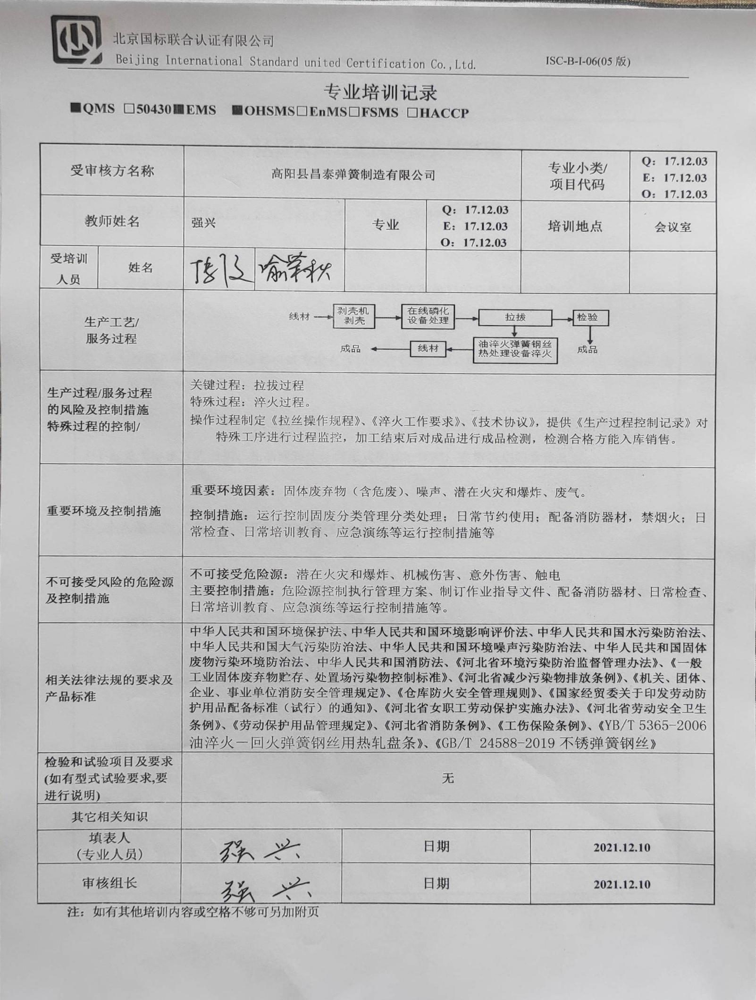 北京国标联合认证有限公司
Beijing International Standard united Certification Co.,Ltd.
ISC-B-I-06(05 版)
专业培训记录
■QMS □50430■EMS ■OHSMS□EnMS□FSMS □HACCP
受审核方名称
高阳县昌泰弹簧制造有限公司
专业小类/
项目代码
Q：17.12.03
E：17.12.03
O：17.12.03
教师姓名
强兴
专业
Q：17.12.03
E：17.12.03
O：17.12.03
培训地点
会议室
受培训
人员
姓名
喻荣秋
生产工艺/
服务过程
线材
剥壳机
剥壳
在线磷化
设备处理
拉拔
检验
成品
线材
油淬火弹簧钢丝
热处理设备淬火
成品
生产过程/服务过程
的风险及控制措施
特殊过程的控制/
关键过程：拉拔过程
特殊过程：淬火过程。
操作过程制定《拉丝操作规程》、《淬火工作要求》、《技术协议》，提供《生产过程控制记录》对
特殊工序进行过程监控，加工结束后对成品进行成品检测，检测合格方能入库销售。
重要环境及控制措施
重要环境因素：固体废弃物（含危废）、噪声、潜在火灾和爆炸、废气。
控制措施：运行控制固废分类管理分类处理；日常节约使用；配备消防器材，禁烟火；日
常检查、日常培训教育、应急演练等运行控制措施等
不可接受风险的危险源
及控制措施
不可接受危险源：潜在火灾和爆炸、机械伤害、意外伤害、触电
主要控制措施：危险源控制执行管理方案、制订作业指导文件、配备消防器材、日常检查、
日常培训教育、应急演练等运行控制措施等。
相关法律法规的要求及
产品标准
中华人民共和国环境保护法、中华人民共和国环境影响评价法、中华人民共和国水污染防治法、
中华人民共和国大气污染防治法、中华人民共和国环境噪声污染防治法、中华人民共和国固体
废物污染环境防治法、中华人民共和国消防法、《河北省环境污染防治监督管理办法》、《一般
工业固体废弃物贮存、处置场污染物控制标准》、《河北省减少污染物排放条例》、《机关、团体、
企业、事业单位消防安全管理规定》、《仓库防火安全管理规则》、《国家经贸委关于印发劳动防
护用品配备标准（试行）的通知》、《河北省女职工劳动保护实施办法》、《河北省劳动安全卫生
条例》、《劳动保护用品管理规定》、《河北省消防条例》、《工伤保险条例》、《YB/T 5365-2006
油淬火－回火弹簧钢丝用热轧盘条》、《GB/T 24588-2019 不锈弹簧钢丝》
检验和试验项目及要求
(如有型式试验要求,要
进行说明)
无
其它相关知识
填表人
（专业人员）
强兴
日期
2021.12.10
审核组长
强兴
日期
2021.12.10
注：如有其他培训内容或空格不够可另加附页